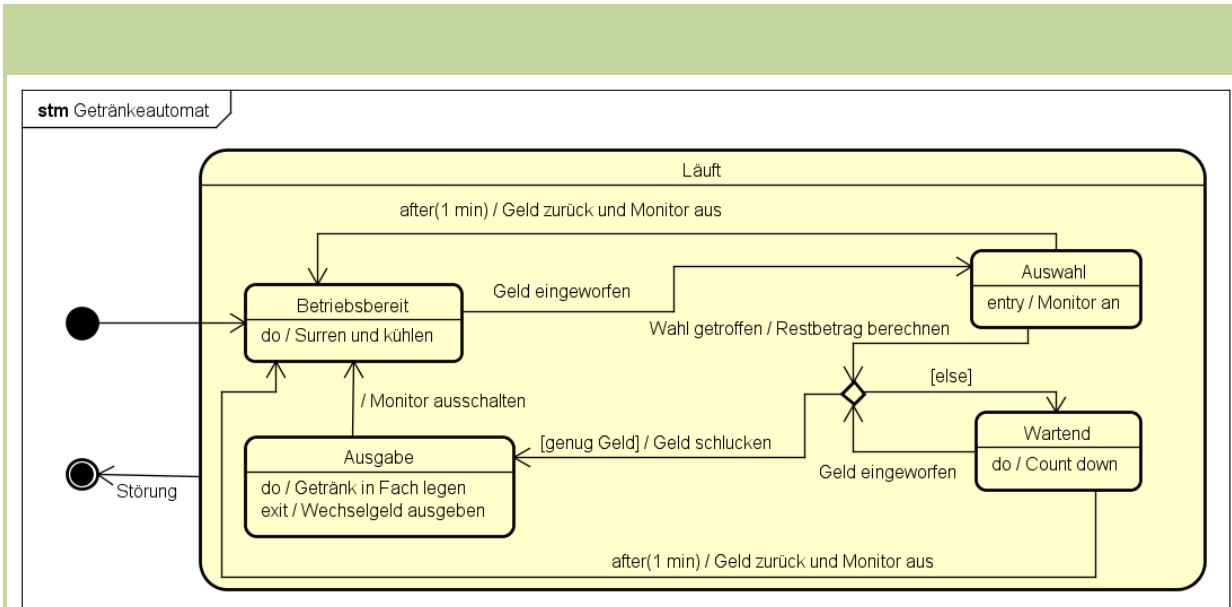 stm Getränkeautomat
Läuft
after(1 min) / Geld zurück und Monitor aus
Betriebsbereit
do / Surren und kühlen
Geld eingeworfen
Auswahl
entry / Monitor an
Wahl getroffen / Restbetrag berechnen
[else]
/ Monitor ausschalten
[genug Geld] / Geld schlucken
Wartend
do / Count down
Geld eingeworfen
Ausgabe
do / Getränk in Fach legen
exit / Wechselgeld ausgeben
Störung
after(1 min) / Geld zurück und Monitor aus